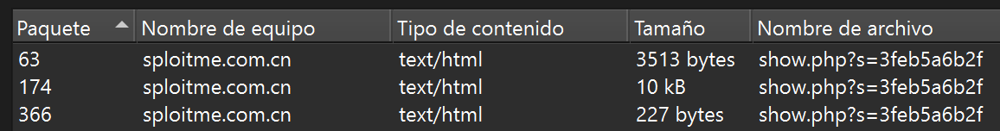 Paquete Nombre de equipo Tipo de contenido Tamaño Nombre de archivo
63 sploitme.com.cn text/html 3513 bytes show.php?s=3feb5a6b2f
174 sploitme.com.cn text/html 10 kB show.php?s=3feb5a6b2f
366 sploitme.com.cn text/html 227 bytes show.php?s=3feb5a6b2f